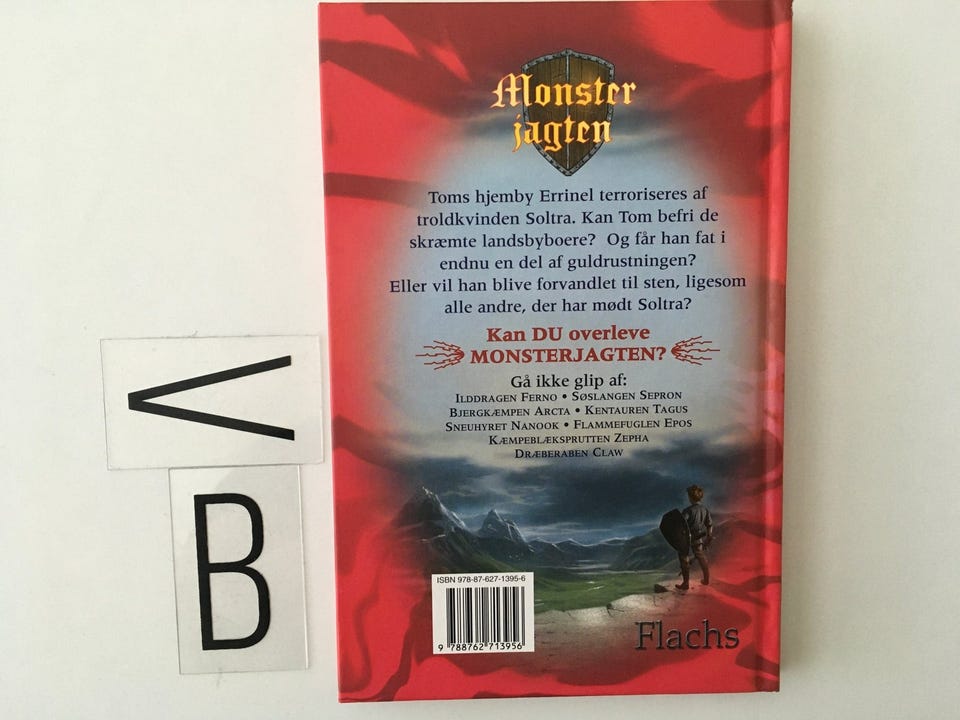 Monster
jagten
Toms hjemby Errinel terroriseres af
troldkvinden Soltra. Kan Tom befri de
skræmte landsbyboere? Og får han fat i
endnu en del af guldrustningen?
Eller vil han blive forvandlet til sten, ligesom
alle andre, der har mødt Soltra?
Kan DU overleve
MONSTERJAGTEN?
Gå ikke glip af:
ILDDRAGEN FERNO • SØSLANGEN SEPRON
BJERGKÆMPEN ARCTA • KENTAUREN TAGUS
SNEUHYRET NANOOK • FLAMMEFUGLEN EPOS
KÆMPEBLÆKSPRUTTEN ZEPHA
DRÆBERABEN CLAW
ISBN 978-87-627-1395-6
9 788762 713956
Flachs
V
B